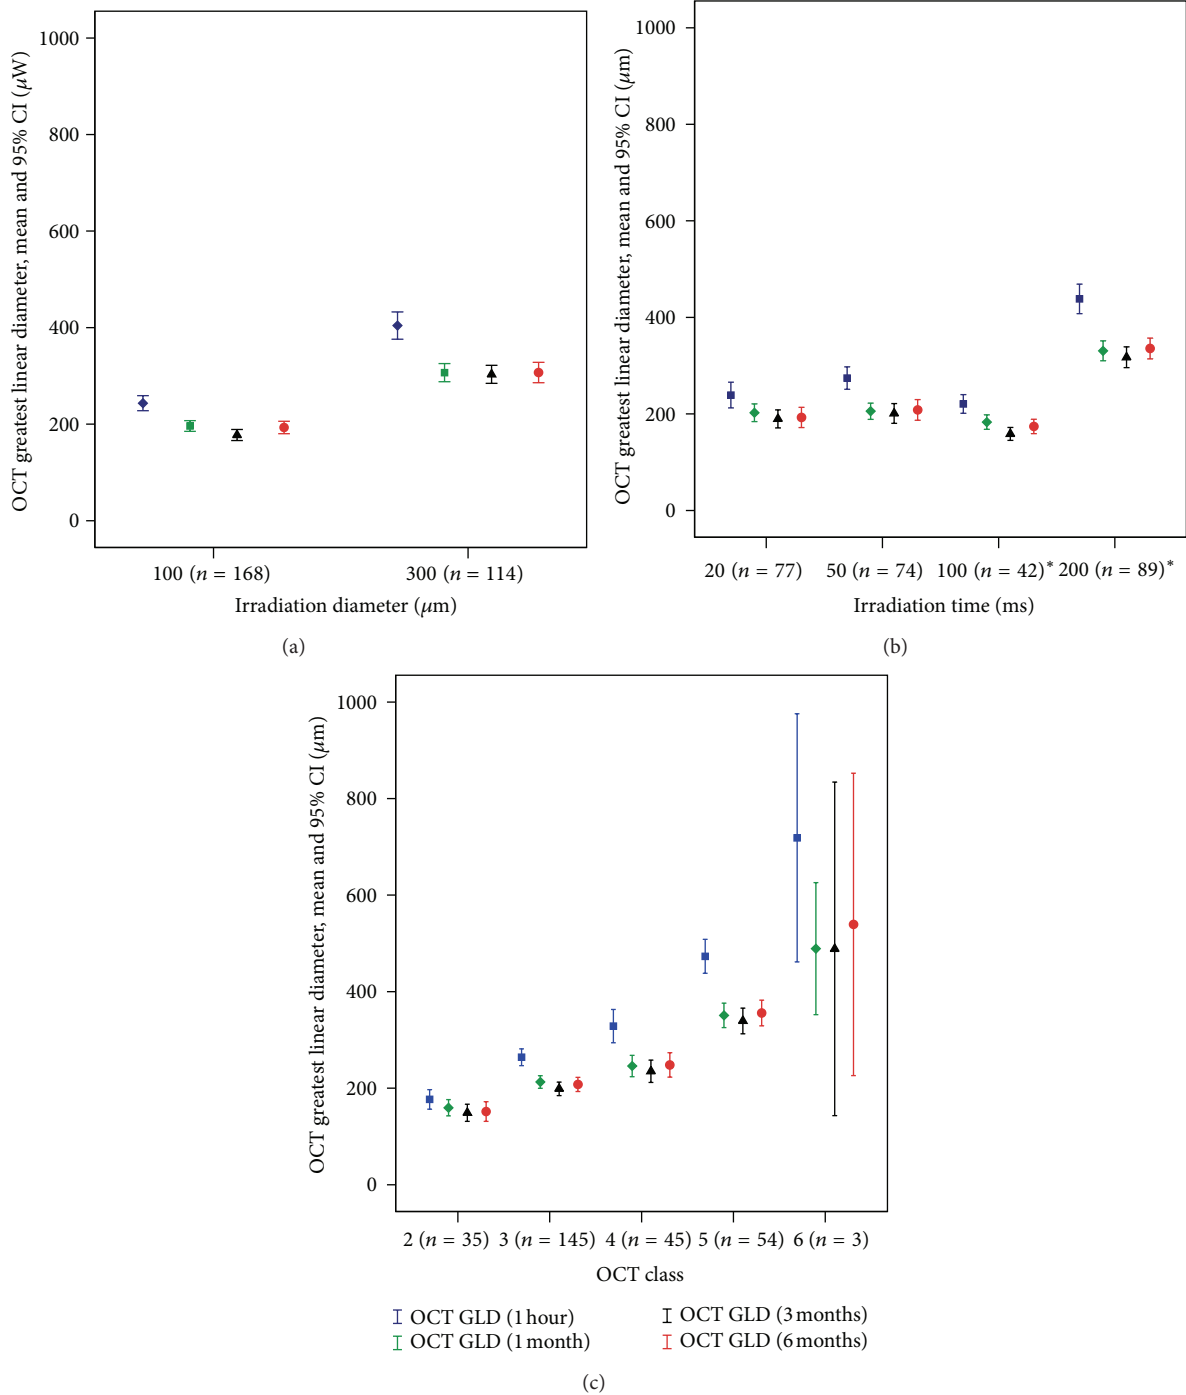 OCT greatest linear diameter, mean and 95% CI (μW)
1000
800
600
400
200
0
100 (n = 168)
300 (n = 114)
Irradiation diameter (μm)
(a)
OCT greatest linear diameter, mean and 95% CI (μm)
1000
800
600
400
200
0
20 (n = 77)
50 (n = 74)
100 (n = 42)*
200 (n = 89)*
Irradiation time (ms)
(b)
OCT greatest linear diameter, mean and 95% CI (μm)
1000
800
600
400
200
0
2 (n = 35)
3 (n = 145)
4 (n = 45)
5 (n = 54)
6 (n = 3)
OCT class
OCT GLD (1 hour)
OCT GLD (1 month)
OCT GLD (3 months)
OCT GLD (6 months)
(c)